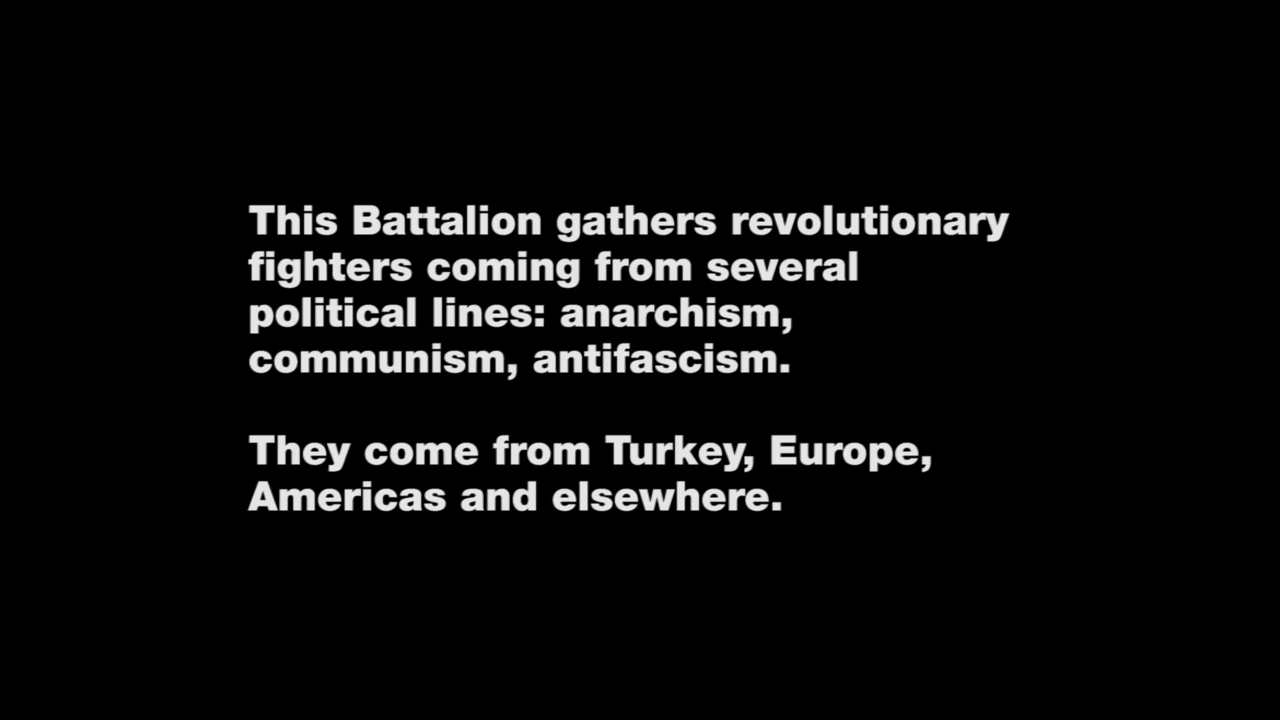 This Battalion gathers revolutionary
fighters coming from several
political lines: anarchism,
communism, antifascism.
They come from Turkey, Europe,
Americas and elsewhere.